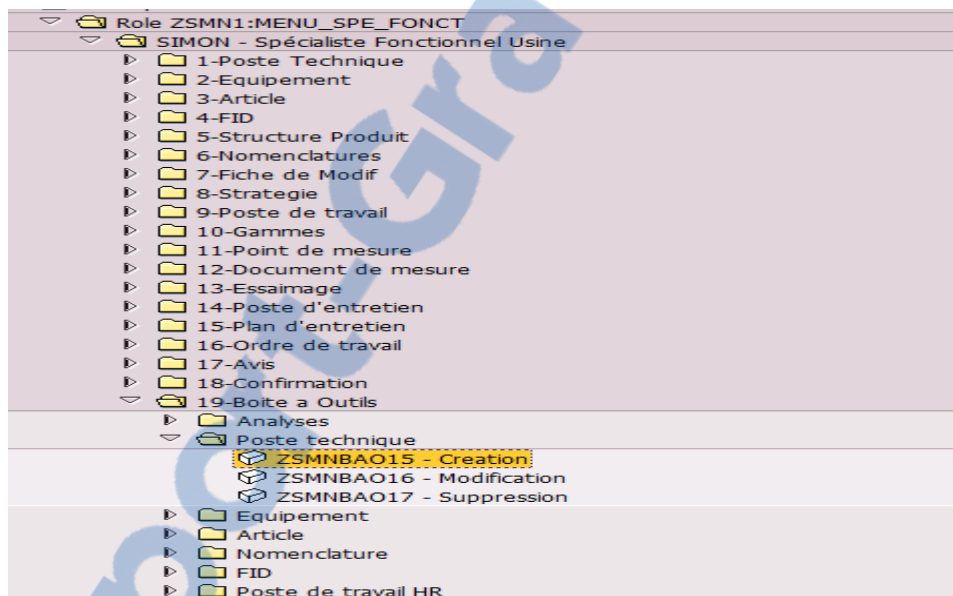 Role ZSMN1:MENU_SPE_FONCT
SIMON - Spécialiste Fonctionnel Usine
1-Poste Technique
2-Equipement
3-Article
4-FID
5-Structure Produit
6-Nomenclatures
7-Fiche de Modif
8-Strategie
9-Poste de travail
10-Gammes
11-Point de mesure
12-Document de mesure
13-Essaimage
14-Poste d'entretien
15-Plan d'entretien
16-Ordre de travail
17-Avis
18-Confirmation
19-Boite a Outils
Analyses
Poste technique
ZSMNBAO15 - Creation
ZSMNBAO16 - Modification
ZSMNBAO17 - Suppression
Equipement
Article
Nomenclature
FID
Poste de travail HR